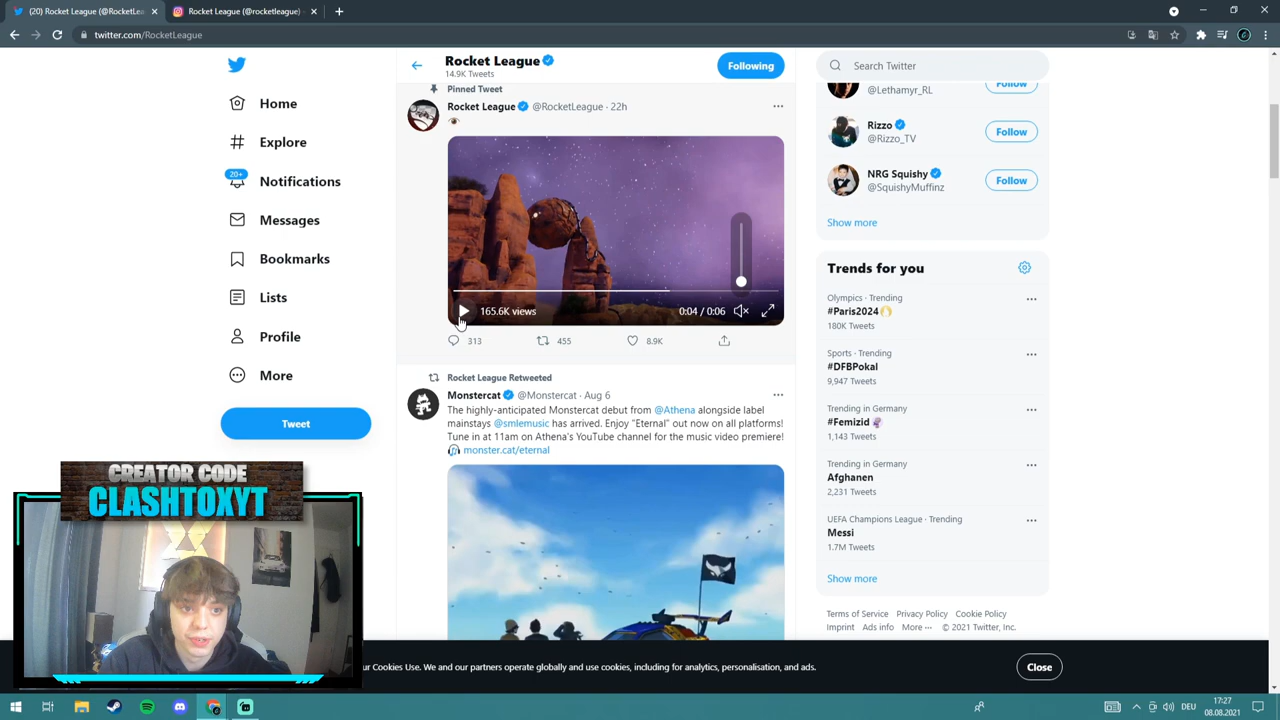 (20) Rocket League (@RocketLea
Rocket League (@rocketleague) ·
twitter.com/RocketLeague
Home
Explore
20+
Notifications
Messages
Bookmarks
Lists
Profile
More
Tweet
Rocket League
14.9K Tweets
Following
Pinned Tweet
Rocket League @RocketLeague · 22h
165.6K views
0:04 / 0:06
313
455
8.9K
Rocket League Retweeted
Monstercat @Monstercat · Aug 6
The highly-anticipated Monstercat debut from @Athena alongside label
mainstays @smlemusic has arrived. Enjoy "Eternal" out now on all platforms!
Tune in at 11am on Athena's YouTube channel for the music video premiere!
monster.cat/eternal
Search Twitter
@Lethamyr_RL
Follow
Rizzo
@Rizzo_TV
Follow
NRG Squishy
@SquishyMuffinz
Follow
Show more
Trends for you
Olympics · Trending
#Paris2024
180K Tweets
Sports · Trending
#DFBPokal
9,947 Tweets
Trending in Germany
#Femizid
1,143 Tweets
Trending in Germany
Afghanen
2,231 Tweets
UEFA Champions League · Trending
Messi
1.7M Tweets
Show more
Terms of Service Privacy Policy Cookie Policy
Imprint Ads info More ··· © 2021 Twitter, Inc.
CREATOR CODE
CLASHTOXYT
ur Cookies Use. We and our partners operate globally and use cookies, including for analytics, personalisation, and ads.
Close
DEU
17:27
08.08.2021